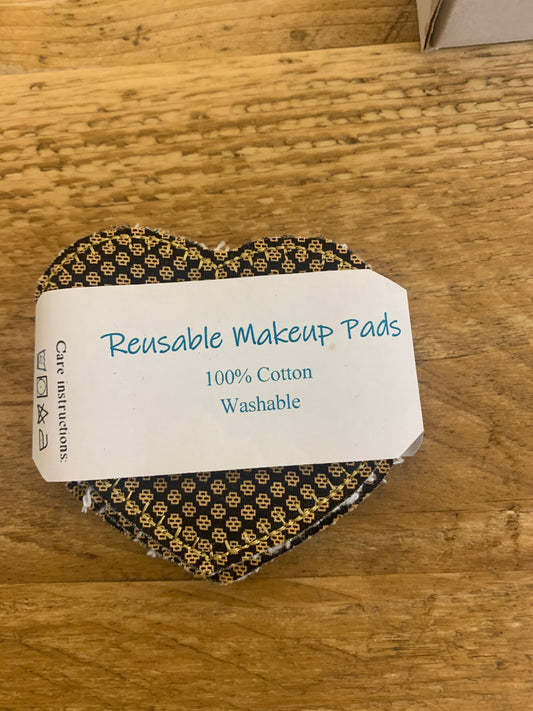 Reusable Makeup Pads
100% Cotton
Washable
Care instructions: